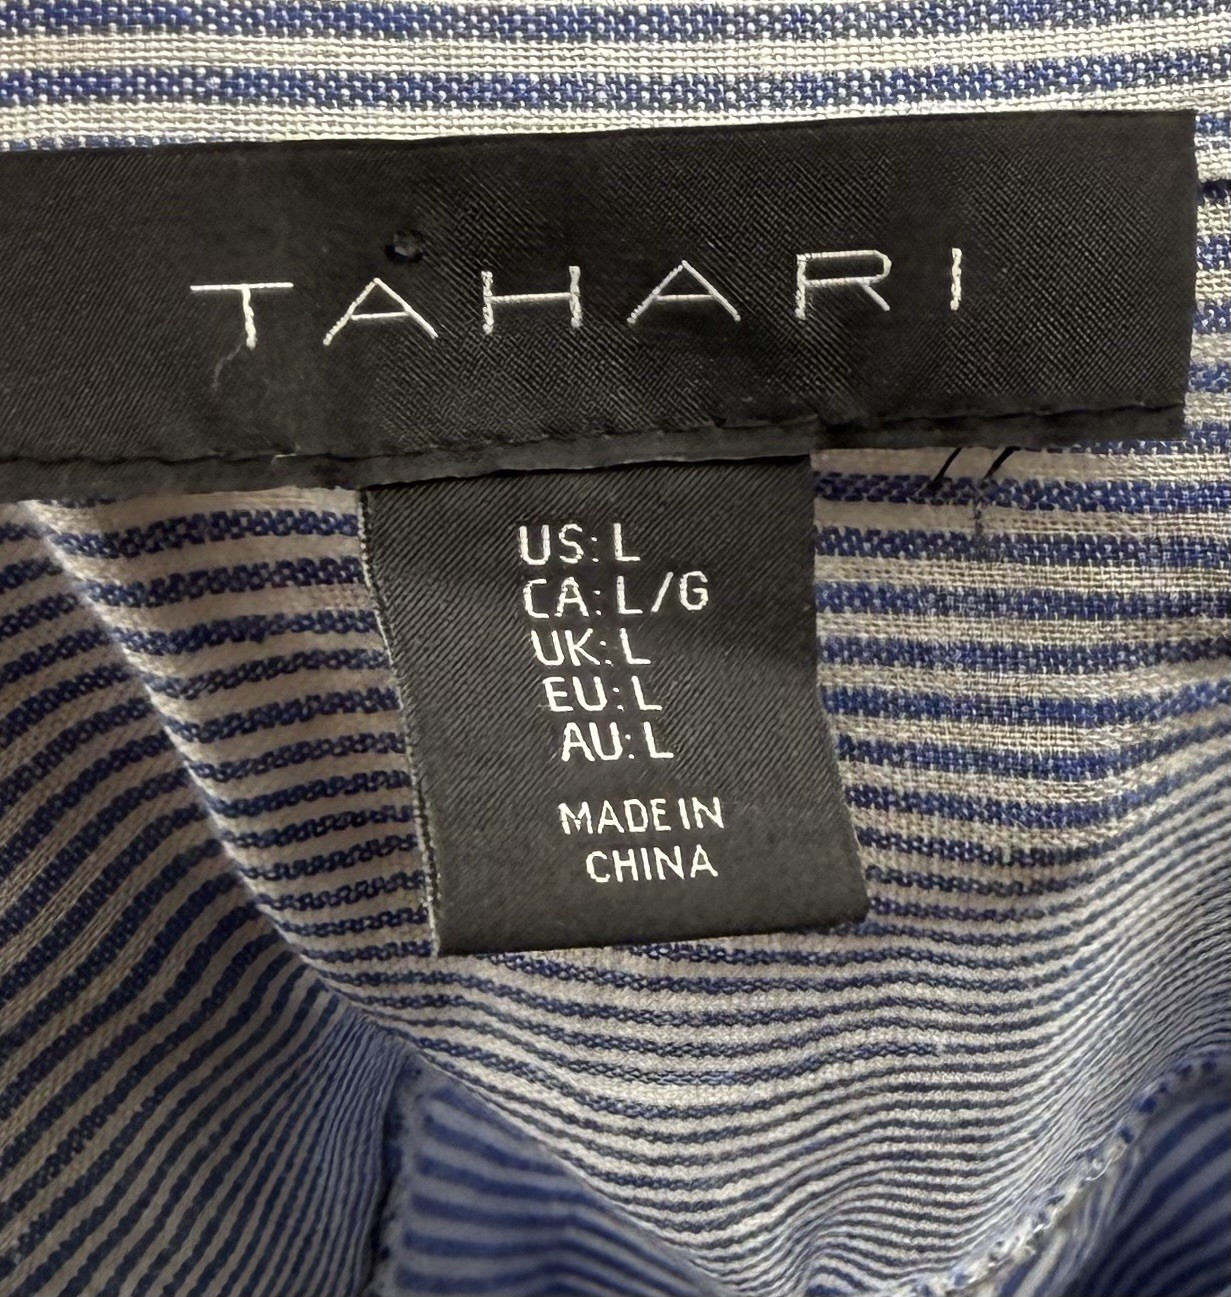 TAHARI
US: L
CA: L/G
UK: L
EU: L
AU: L
MADE IN
CHINA